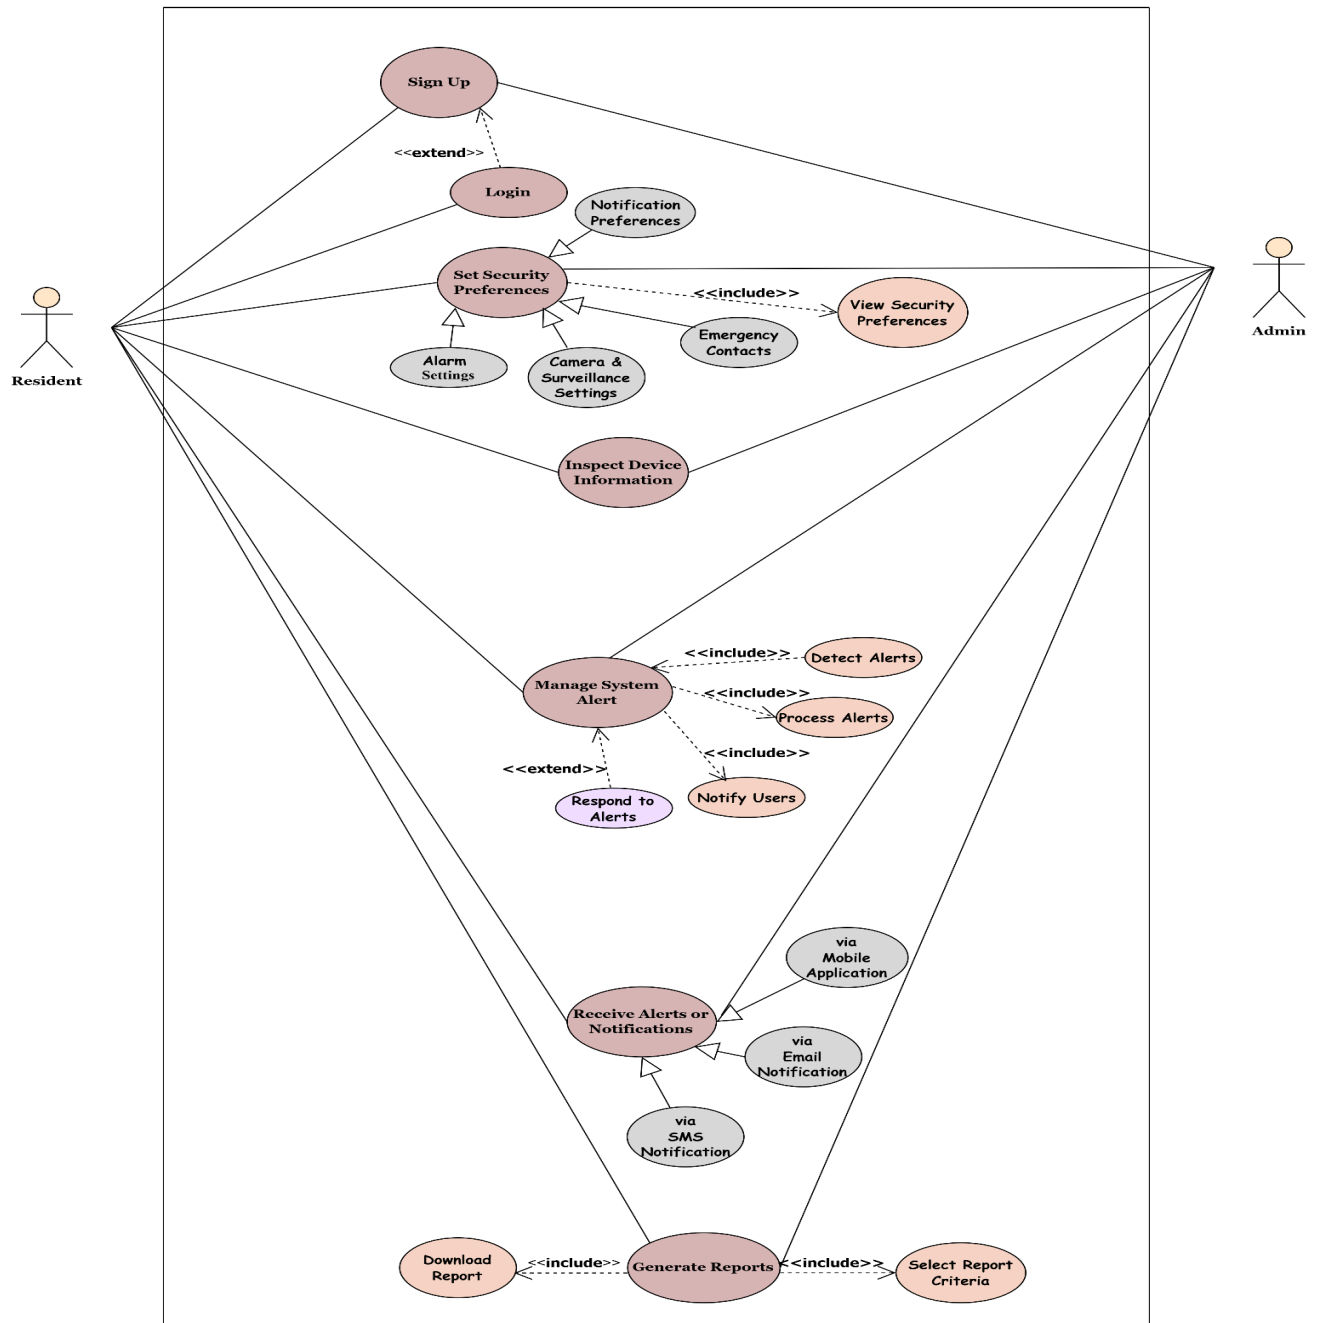 Sign Up
<<extend>>
Login
Notification
Preferences
Set Security
Preferences
<<include>>
View Security
Preferences
Emergency
Contacts
Alarm
Settings
Camera &
Surveillance
Settings
Resident
Admin
Inspect Device
Information
Manage System
Alert
<<include>>
Detect Alerts
<<include>>
Process Alerts
<<include>>
Notify Users
<<extend>>
Respond to
Alerts
via
Mobile
Application
Receive Alerts or
Notifications
via
Email
Notification
via
SMS
Notification
Download
Report
<<include>>
Generate Reports
<<include>>
Select Report
Criteria